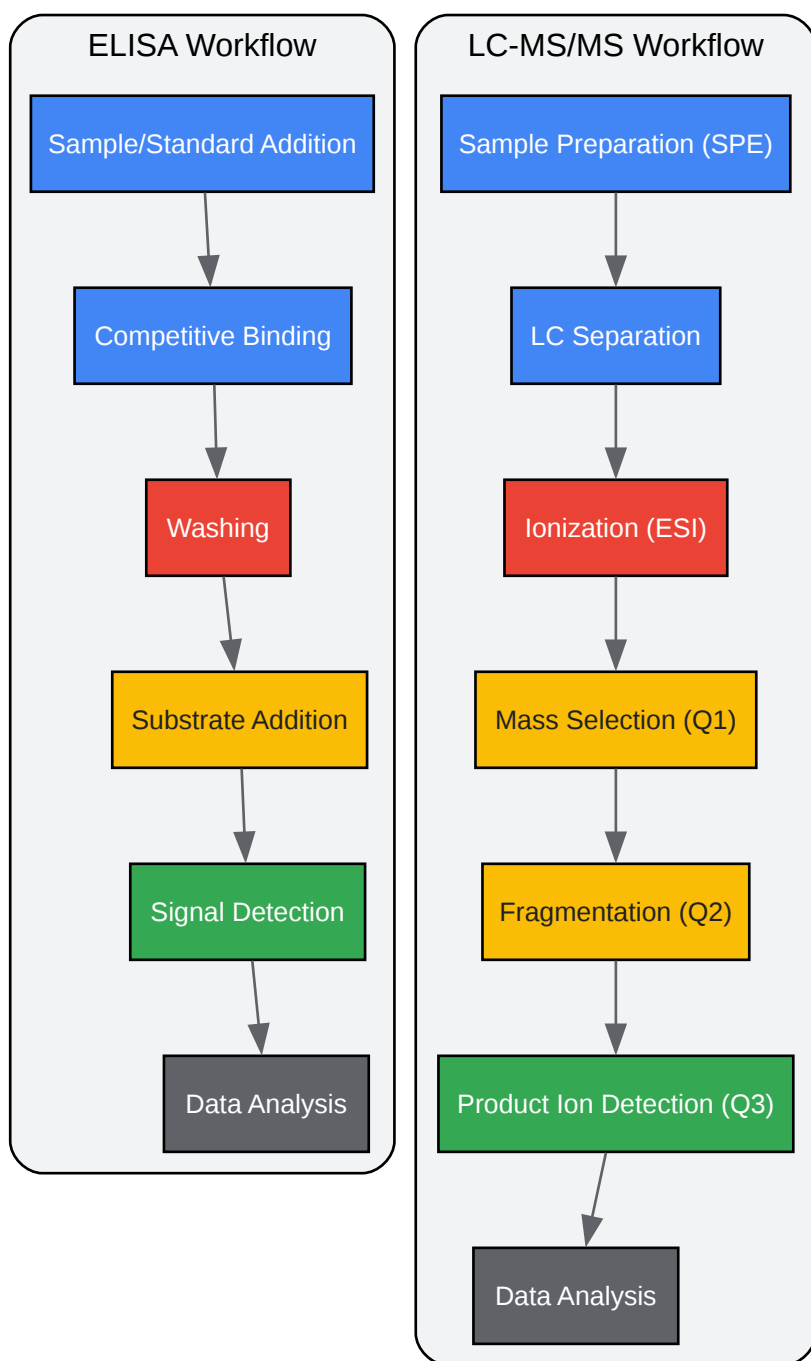 ELISA Workflow
Sample/Standard Addition
Competitive Binding
Washing
Substrate Addition
Signal Detection
Data Analysis
LC-MS/MS Workflow
Sample Preparation (SPE)
LC Separation
Ionization (ESI)
Mass Selection (Q1)
Fragmentation (Q2)
Product Ion Detection (Q3)
Data Analysis